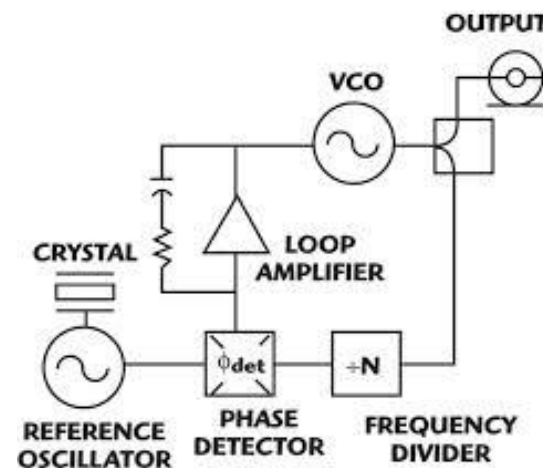 OUTPUT
VCO
LOOP
AMPLIFIER
CRYSTAL
ϕdet
÷N
REFERENCE
OSCILLATOR
PHASE
DETECTOR
FREQUENCY
DIVIDER